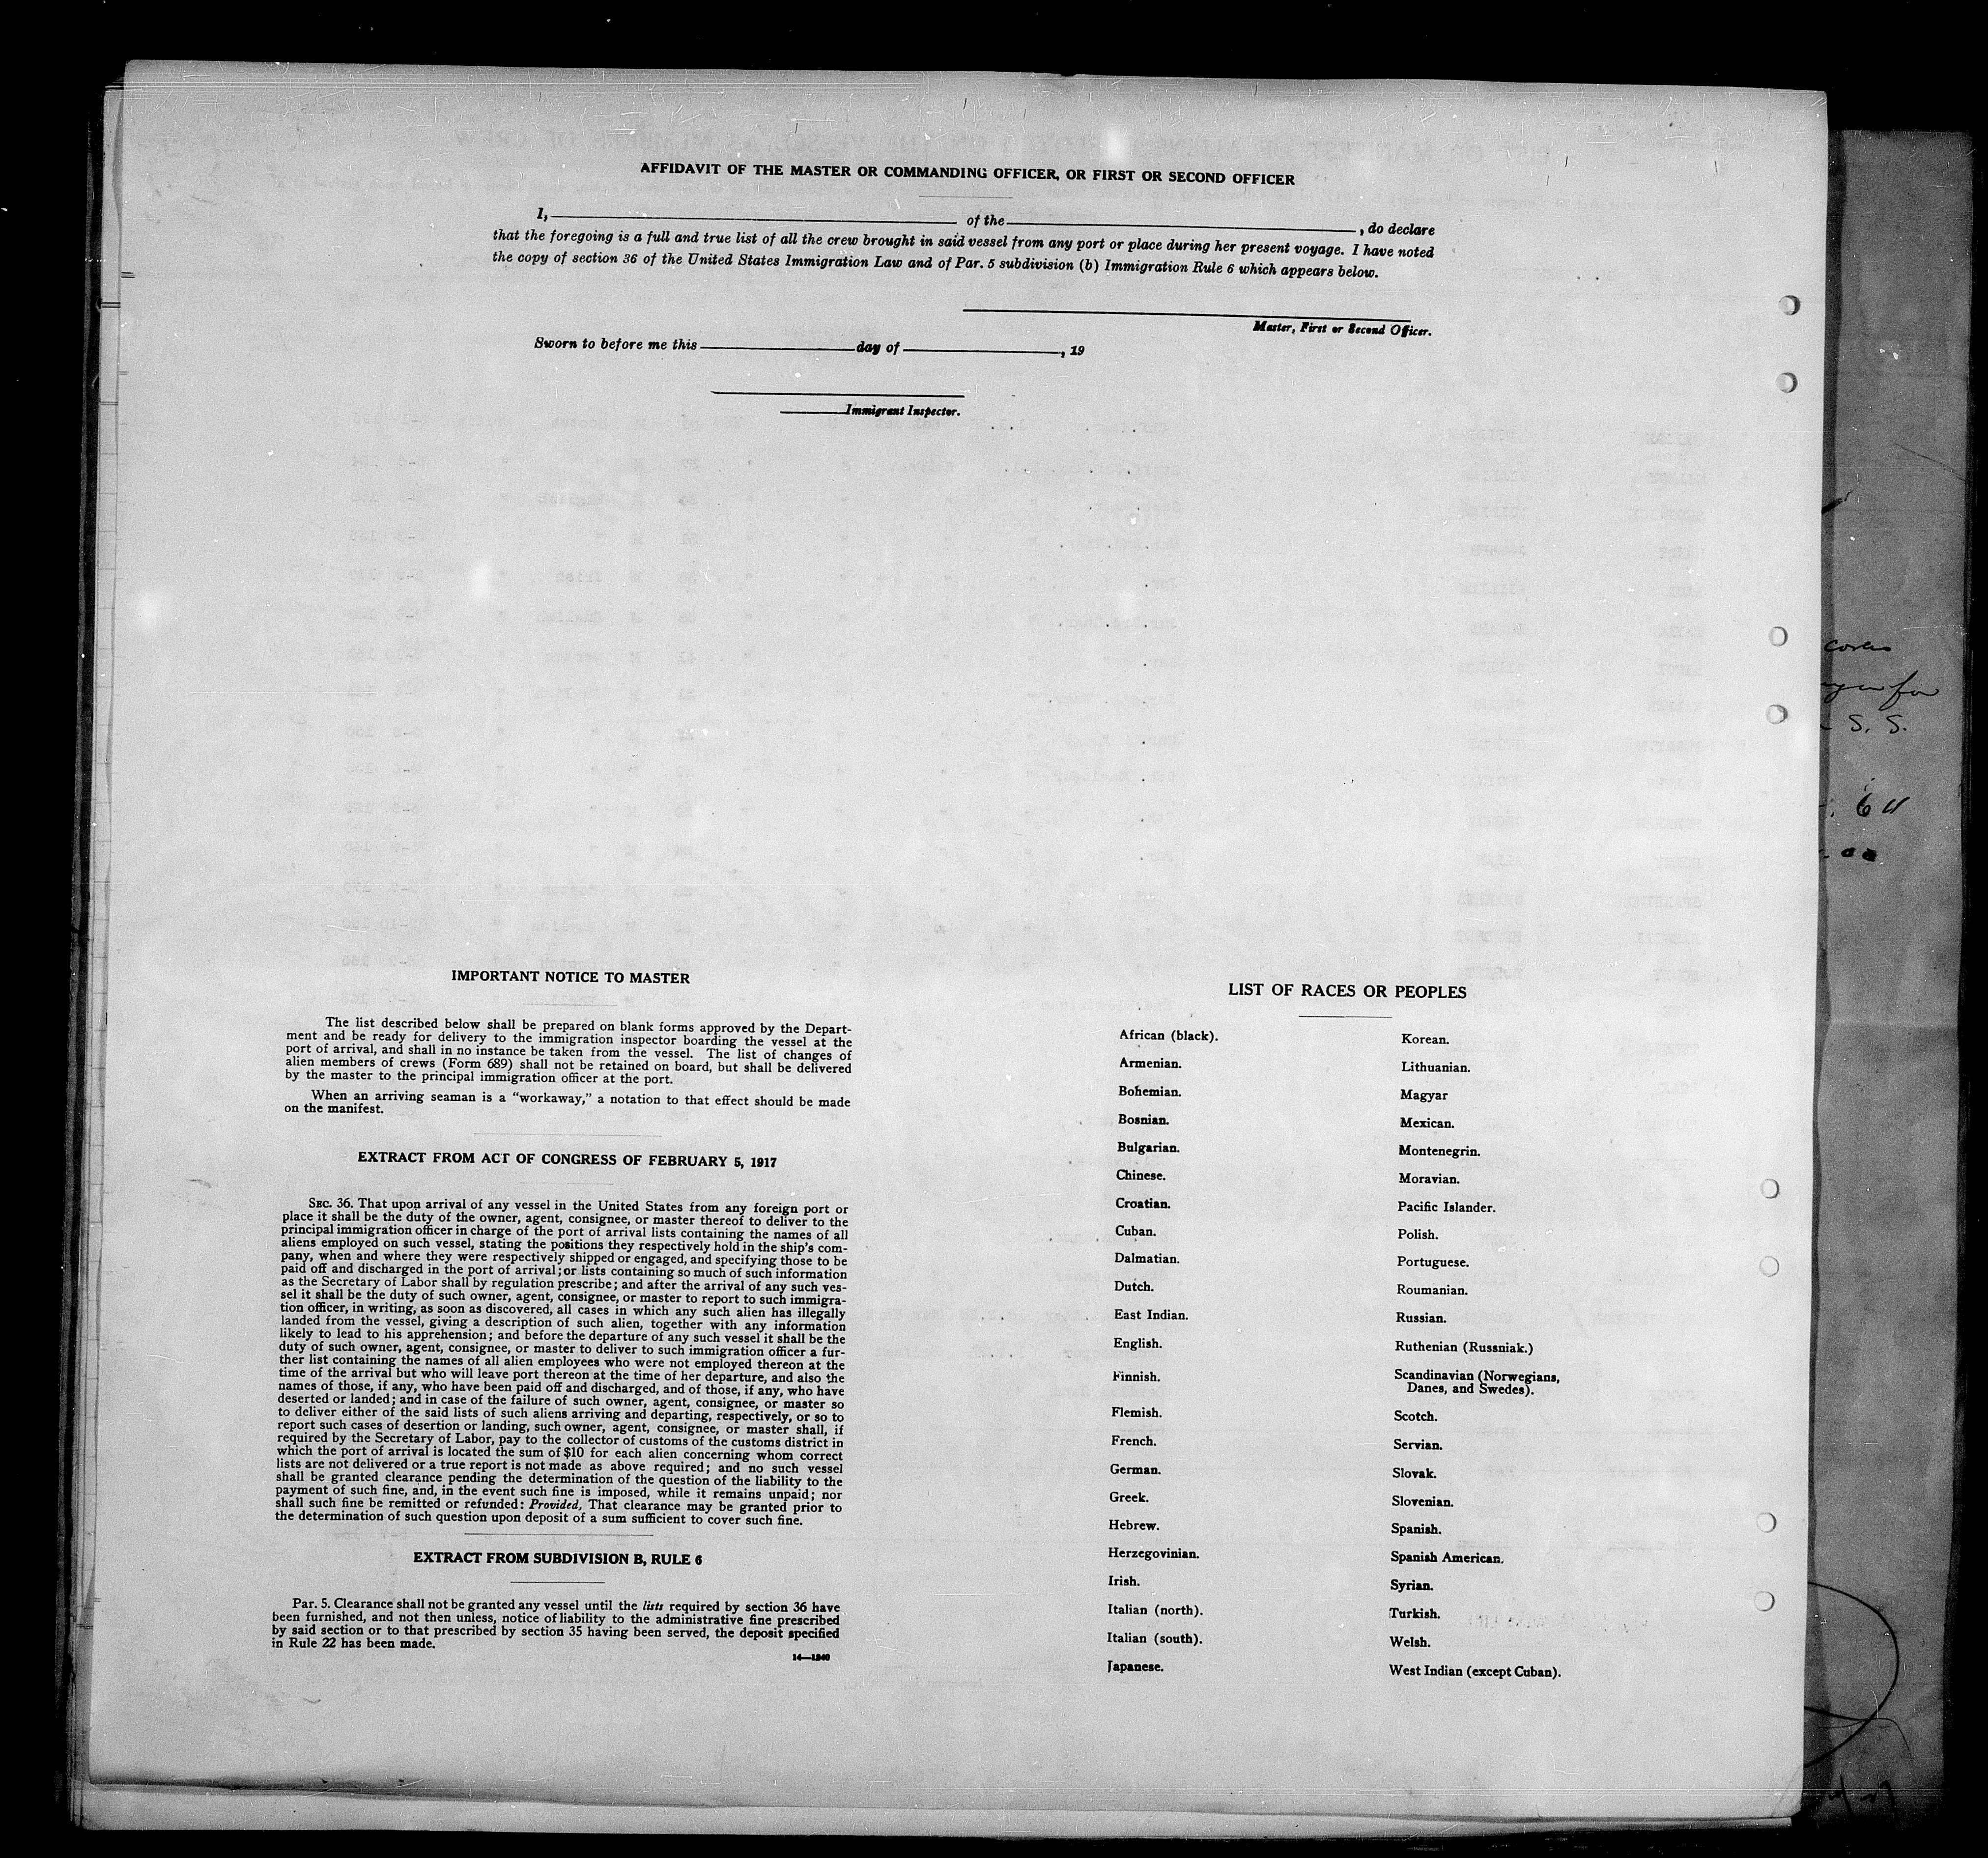 AFFIDAVIT OF THE MASTER OR COMMANDING OFFICER, OR FIRST OR SECOND OFFICER
I, of the , do declare
that the foregoing is a full and true list of all the crew brought in said vessel from any port or place during her present voyage. I have noted
the copy of section 36 of the United States Immigration Law and of Par. 5 subdivision (b) Immigration Rule 6 which appears below.
Master, First or Second Officer.
Sworn to before me this day of , 19
Immigrant Inspector.
IMPORTANT NOTICE TO MASTER
The list described below shall be prepared on blank forms approved by the Depart-
ment and be ready for delivery to the immigration inspector boarding the vessel at the
port of arrival, and shall in no instance be taken from the vessel. The list of changes of
alien members of crews (Form 689) shall not be retained on board, but shall be delivered
by the master to the principal immigration officer at the port.
When an arriving seaman is a "workaway," a notation to that effect should be made
on the manifest.
EXTRACT FROM ACT OF CONGRESS OF FEBRUARY 5, 1917
SEC. 36. That upon arrival of any vessel in the United States from any foreign port or
place it shall be the duty of the owner, agent, consignee, or master thereof to deliver to the
principal immigration officer in charge of the port of arrival lists containing the names of all
aliens employed on such vessel, stating the positions they respectively hold in the ship's com-
pany, when and where they were respectively shipped or engaged, and specifying those to be
paid off and discharged in the port of arrival; or lists containing so much of such information
as the Secretary of Labor shall by regulation prescribe; and after the arrival of any such ves-
sel it shall be the duty of such owner, agent, consignee, or master to report to such immigra-
tion officer, in writing, as soon as discovered, all cases in which any such alien has illegally
landed from the vessel, giving a description of such alien, together with any information
likely to lead to his apprehension; and before the departure of any such vessel it shall be the
duty of such owner, agent, consignee, or master to deliver to such immigration officer a fur-
ther list containing the names of all alien employees who were not employed thereon at the
time of the arrival but who will leave port thereon at the time of her departure, and also the
names of those, if any, who have been paid off and discharged, and of those, if any, who have
deserted or landed; and in case of the failure of such owner, agent, consignee, or master so
to deliver either of the said lists of such aliens arriving and departing, respectively, or so to
report such cases of desertion or landing, such owner, agent, consignee, or master shall, if
required by the Secretary of Labor, pay to the collector of customs of the customs district in
which the port of arrival is located the sum of $10 for each alien concerning whom correct
lists are not delivered or a true report is not made as above required; and no such vessel
shall be granted clearance pending the determination of the question of the liability to the
payment of such fine, and, in the event such fine is imposed, while it remains unpaid; nor
shall such fine be remitted or refunded: Provided, That clearance may be granted prior to
the determination of such question upon deposit of a sum sufficient to cover such fine.
EXTRACT FROM SUBDIVISION B, RULE 6
Par. 5. Clearance shall not be granted any vessel until the lists required by section 36 have
been furnished, and not then unless, notice of liability to the administrative fine prescribed
by said section or to that prescribed by section 35 having been served, the deposit specified
in Rule 22 has been made.
14—1240
LIST OF RACES OR PEOPLES
African (black).
Armenian.
Bohemian.
Bosnian.
Bulgarian.
Chinese.
Croatian.
Cuban.
Dalmatian.
Dutch.
East Indian.
English.
Finnish.
Flemish.
French.
German.
Greek.
Hebrew.
Herzegovinian.
Irish.
Italian (north).
Italian (south).
Japanese.
Korean.
Lithuanian.
Magyar
Mexican.
Montenegrin.
Moravian.
Pacific Islander.
Polish.
Portuguese.
Roumanian.
Russian.
Ruthenian (Russniak.)
Scandinavian (Norwegians,
Danes, and Swedes).
Scotch.
Servian.
Slovak.
Slovenian.
Spanish.
Spanish American.
Syrian.
Turkish.
Welsh.
West Indian (except Cuban).
S. S.